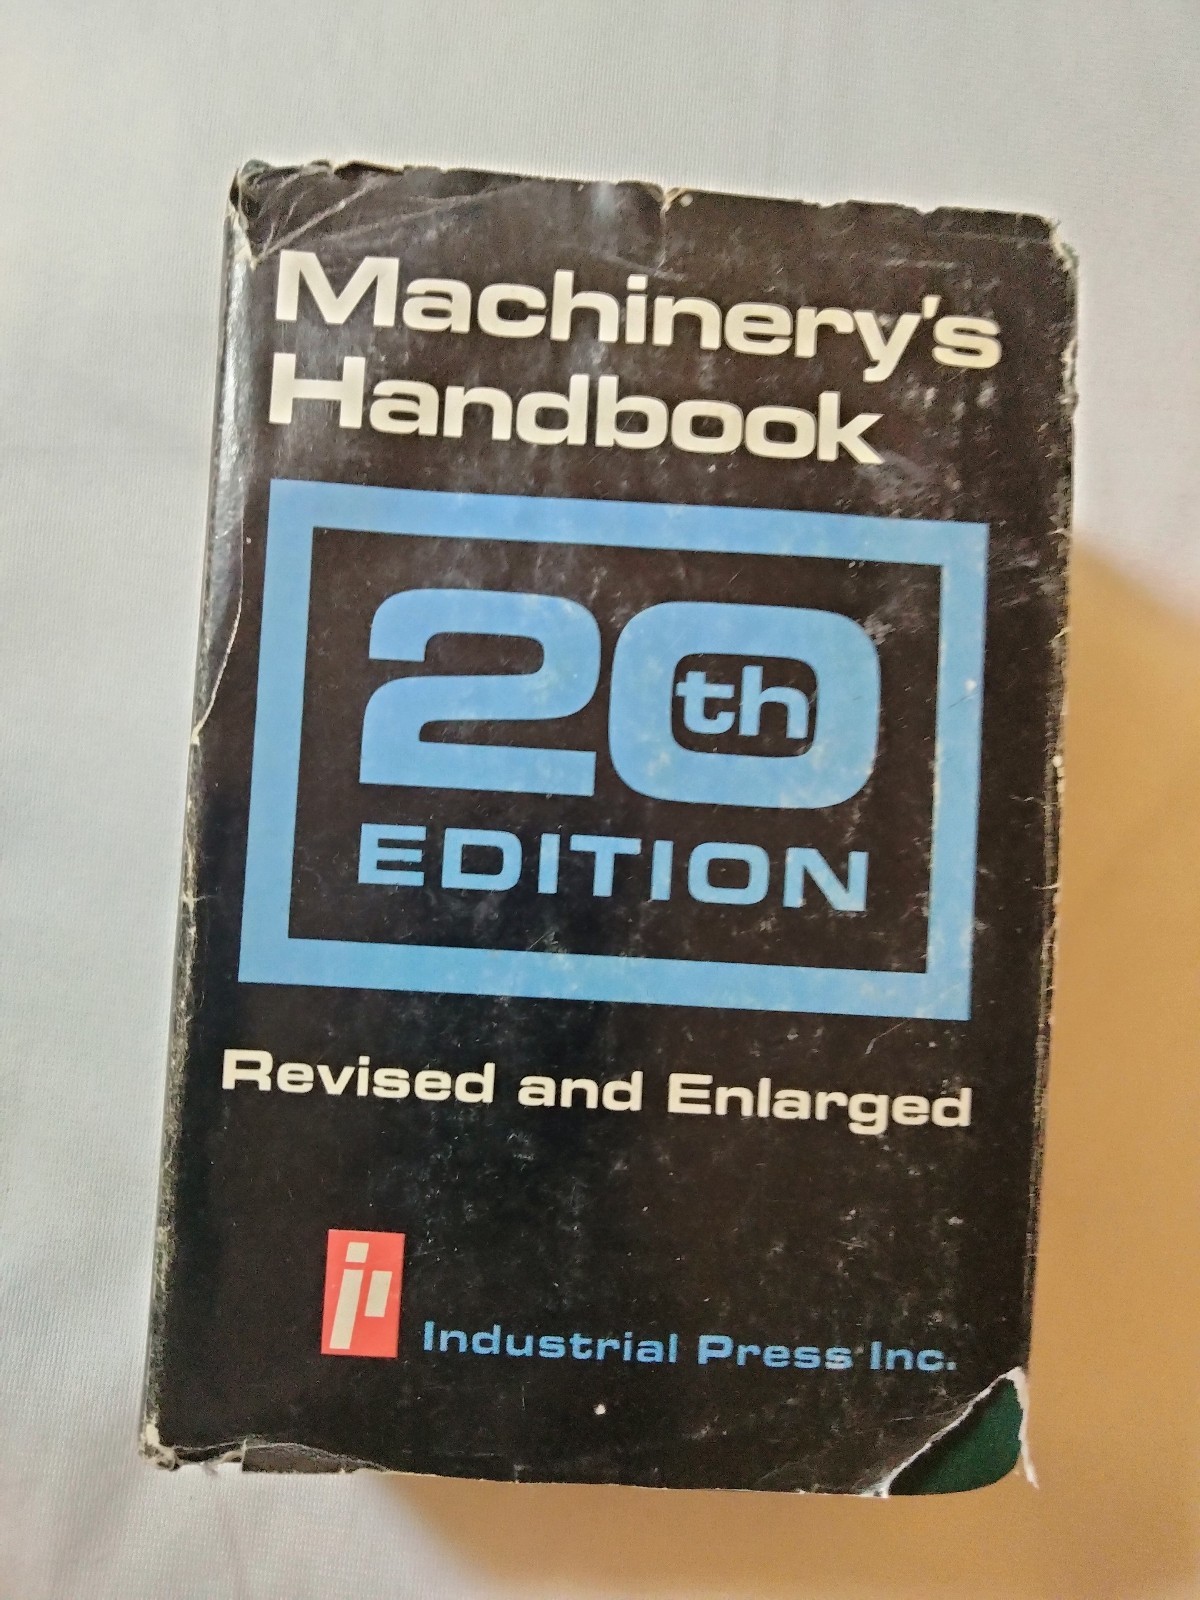 Machinery's
Handbook
20th
EDITION
Revised and Enlarged
ip
Industrial Press Inc.